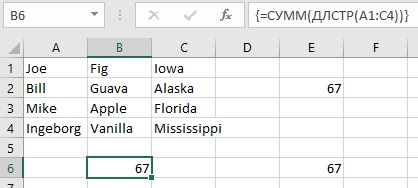 B6 fx {=СУММ(ДЛСТР(A1:C4))}
A B C D E F
1 Joe Fig Iowa
2 Bill Guava Alaska 67
3 Mike Apple Florida
4 Ingeborg Vanilla Mississippi
5
6 67 67
7